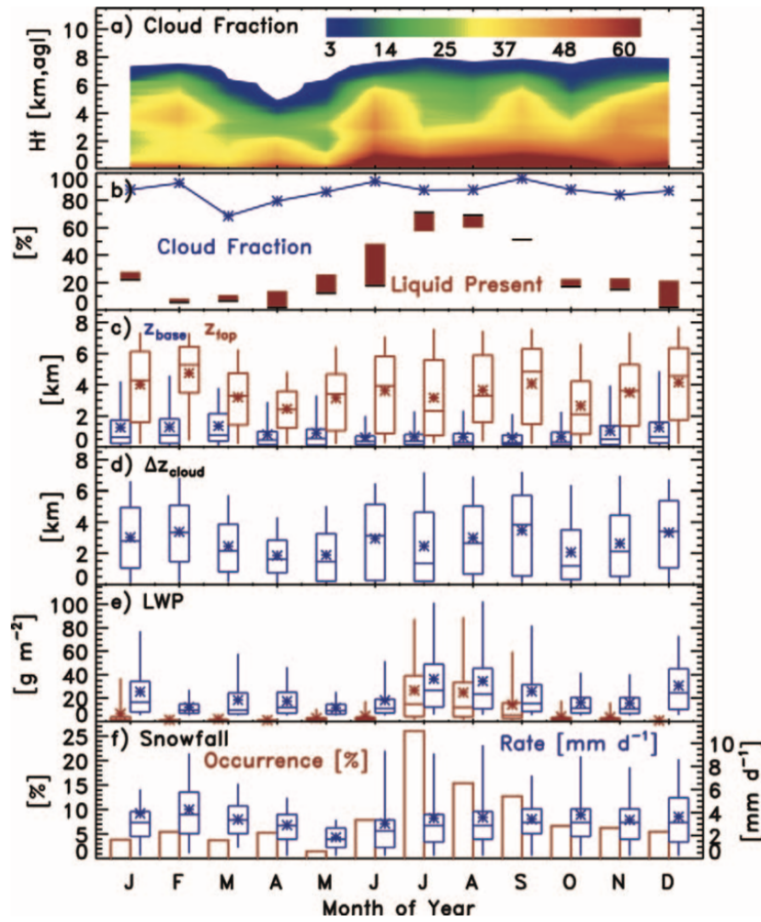 a) Cloud Fraction
3 14 25 37 48 60
10
8
6
4
2
0
Ht [km,agl]
b)
100
80
60
40
20
0
[%]
Cloud Fraction
Liquid Present
c) z_base z_top
8
6
4
2
0
[km]
d) Δz_cloud
8
6
4
2
0
[km]
e) LWP
100
80
60
40
20
0
[g m⁻²]
f) Snowfall
Occurrence [%] Rate [mm d⁻¹]
25
20
15
10
5
0
[%]
10
8
6
4
2
0
[mm d⁻¹]
J F M A M J J A S O N D
Month of Year